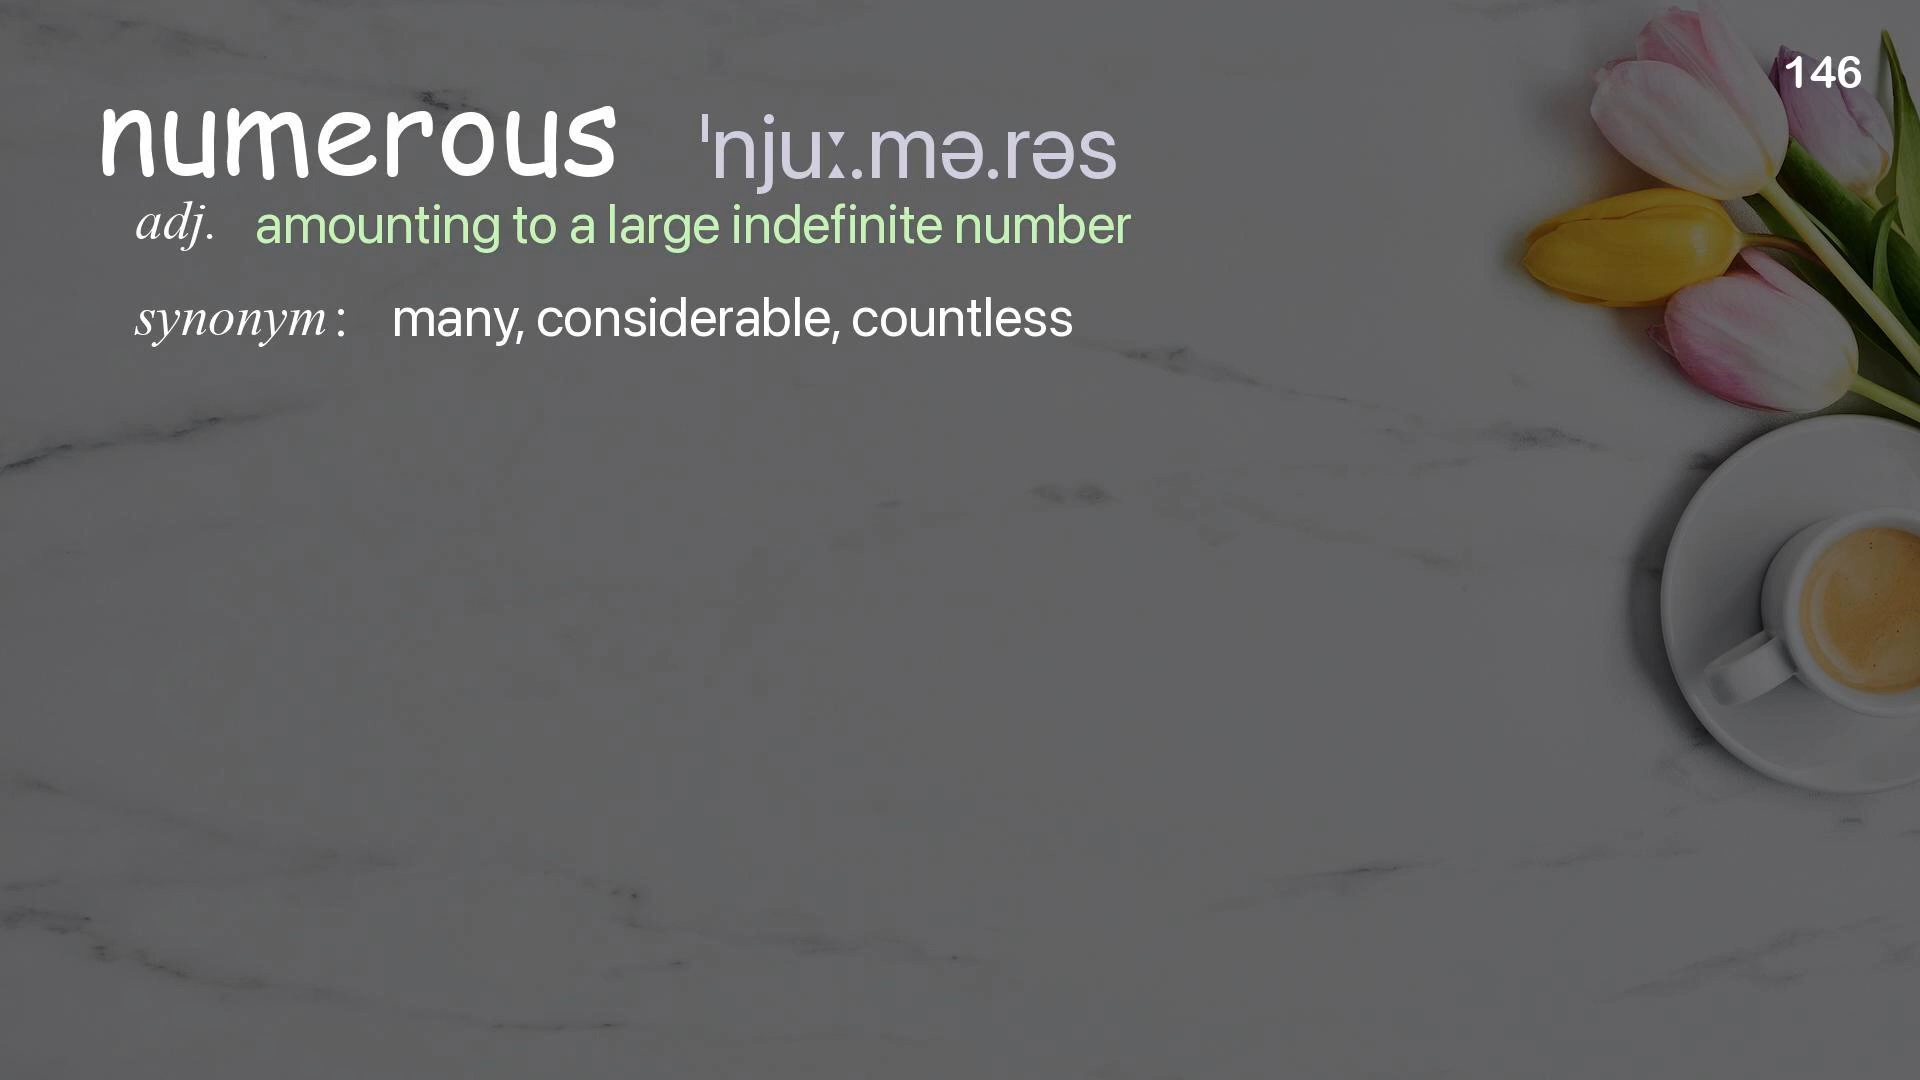 146
numerous ˈnjuː.mə.rəs
adj. amounting to a large indefinite number
synonym : many, considerable, countless